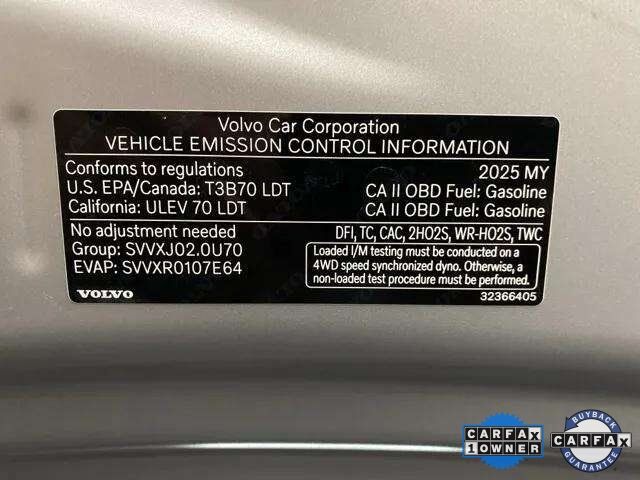 Volvo Car Corporation
VEHICLE EMISSION CONTROL INFORMATION
Conforms to regulations 2025 MY
U.S. EPA/Canada: T3B70 LDT CA II OBD Fuel: Gasoline
California: ULEV 70 LDT CA II OBD Fuel: Gasoline
No adjustment needed DFI, TC, CAC, 2HO2S, WR-HO2S, TWC
Group: SVVXJ02.0U70
EVAP: SVVXR0107E64
Loaded I/M testing must be conducted on a
4WD speed synchronized dyno. Otherwise, a
non-loaded test procedure must be conducted.
VOLVO 32366405
CARFAX
1 OWNER
BUYBACK
CARFAX
GUARANTEE